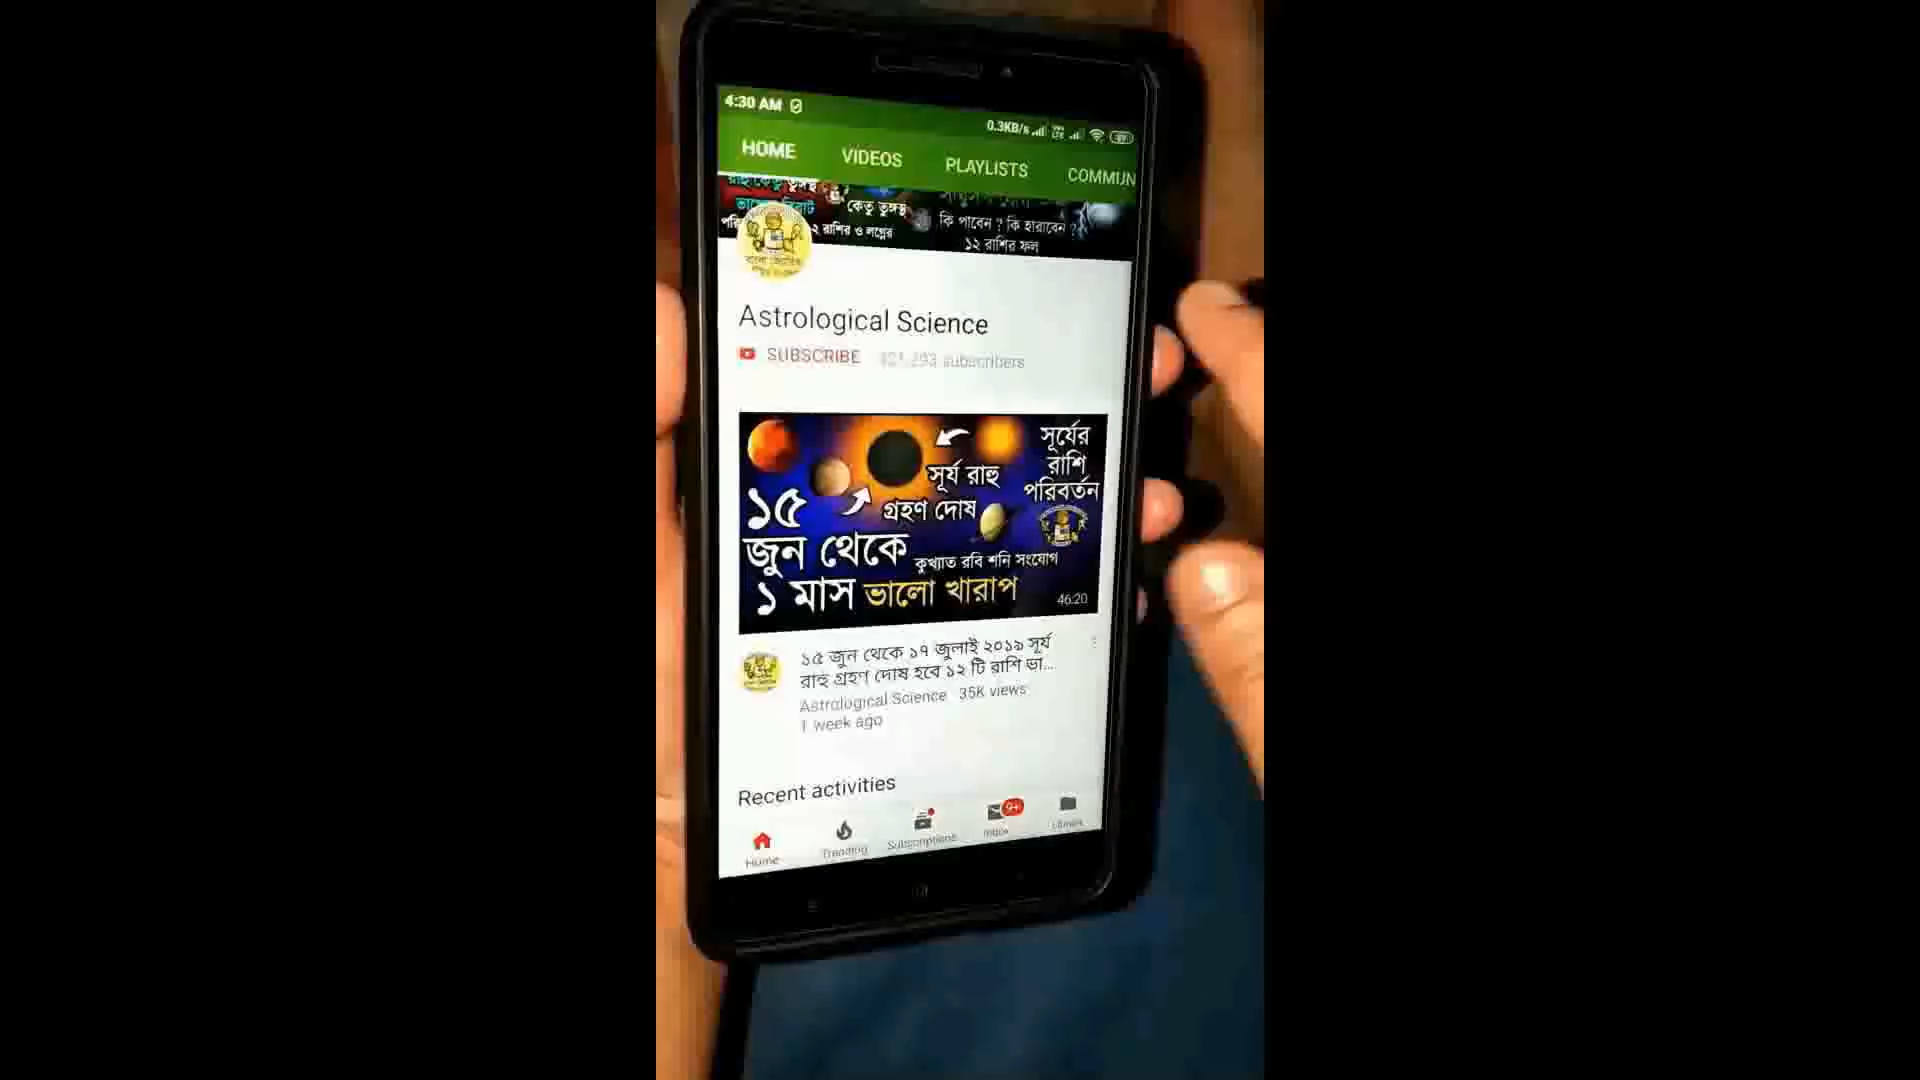 4:30 AM
0.3KB/s
HOME VIDEOS PLAYLISTS COMMUN
কেতু তুঙ্গস্থ
২ রাশির ও লগ্নের
কি পাবেন ? কি হারাবেন ?
১২ রাশির ফল
Astrological Science
SUBSCRIBE subscribers
সূর্যের
রাশি
পরিবর্তন
সূর্য রাহু
গ্রহণ দোষ
১৫
জুন থেকে
কুখ্যাত রবি শনি সংযোগ
১ মাস ভালো খারাপ
46:20
১৫ জুন থেকে ১৭ জুলাই ২০১৯ সূর্য
রাহু গ্রহণ দোষ হবে ১২ টি রাশি ভা...
Astrological Science 35K views
1 week ago
Recent activities
9+
Home Trending Subscriptions Inbox Library